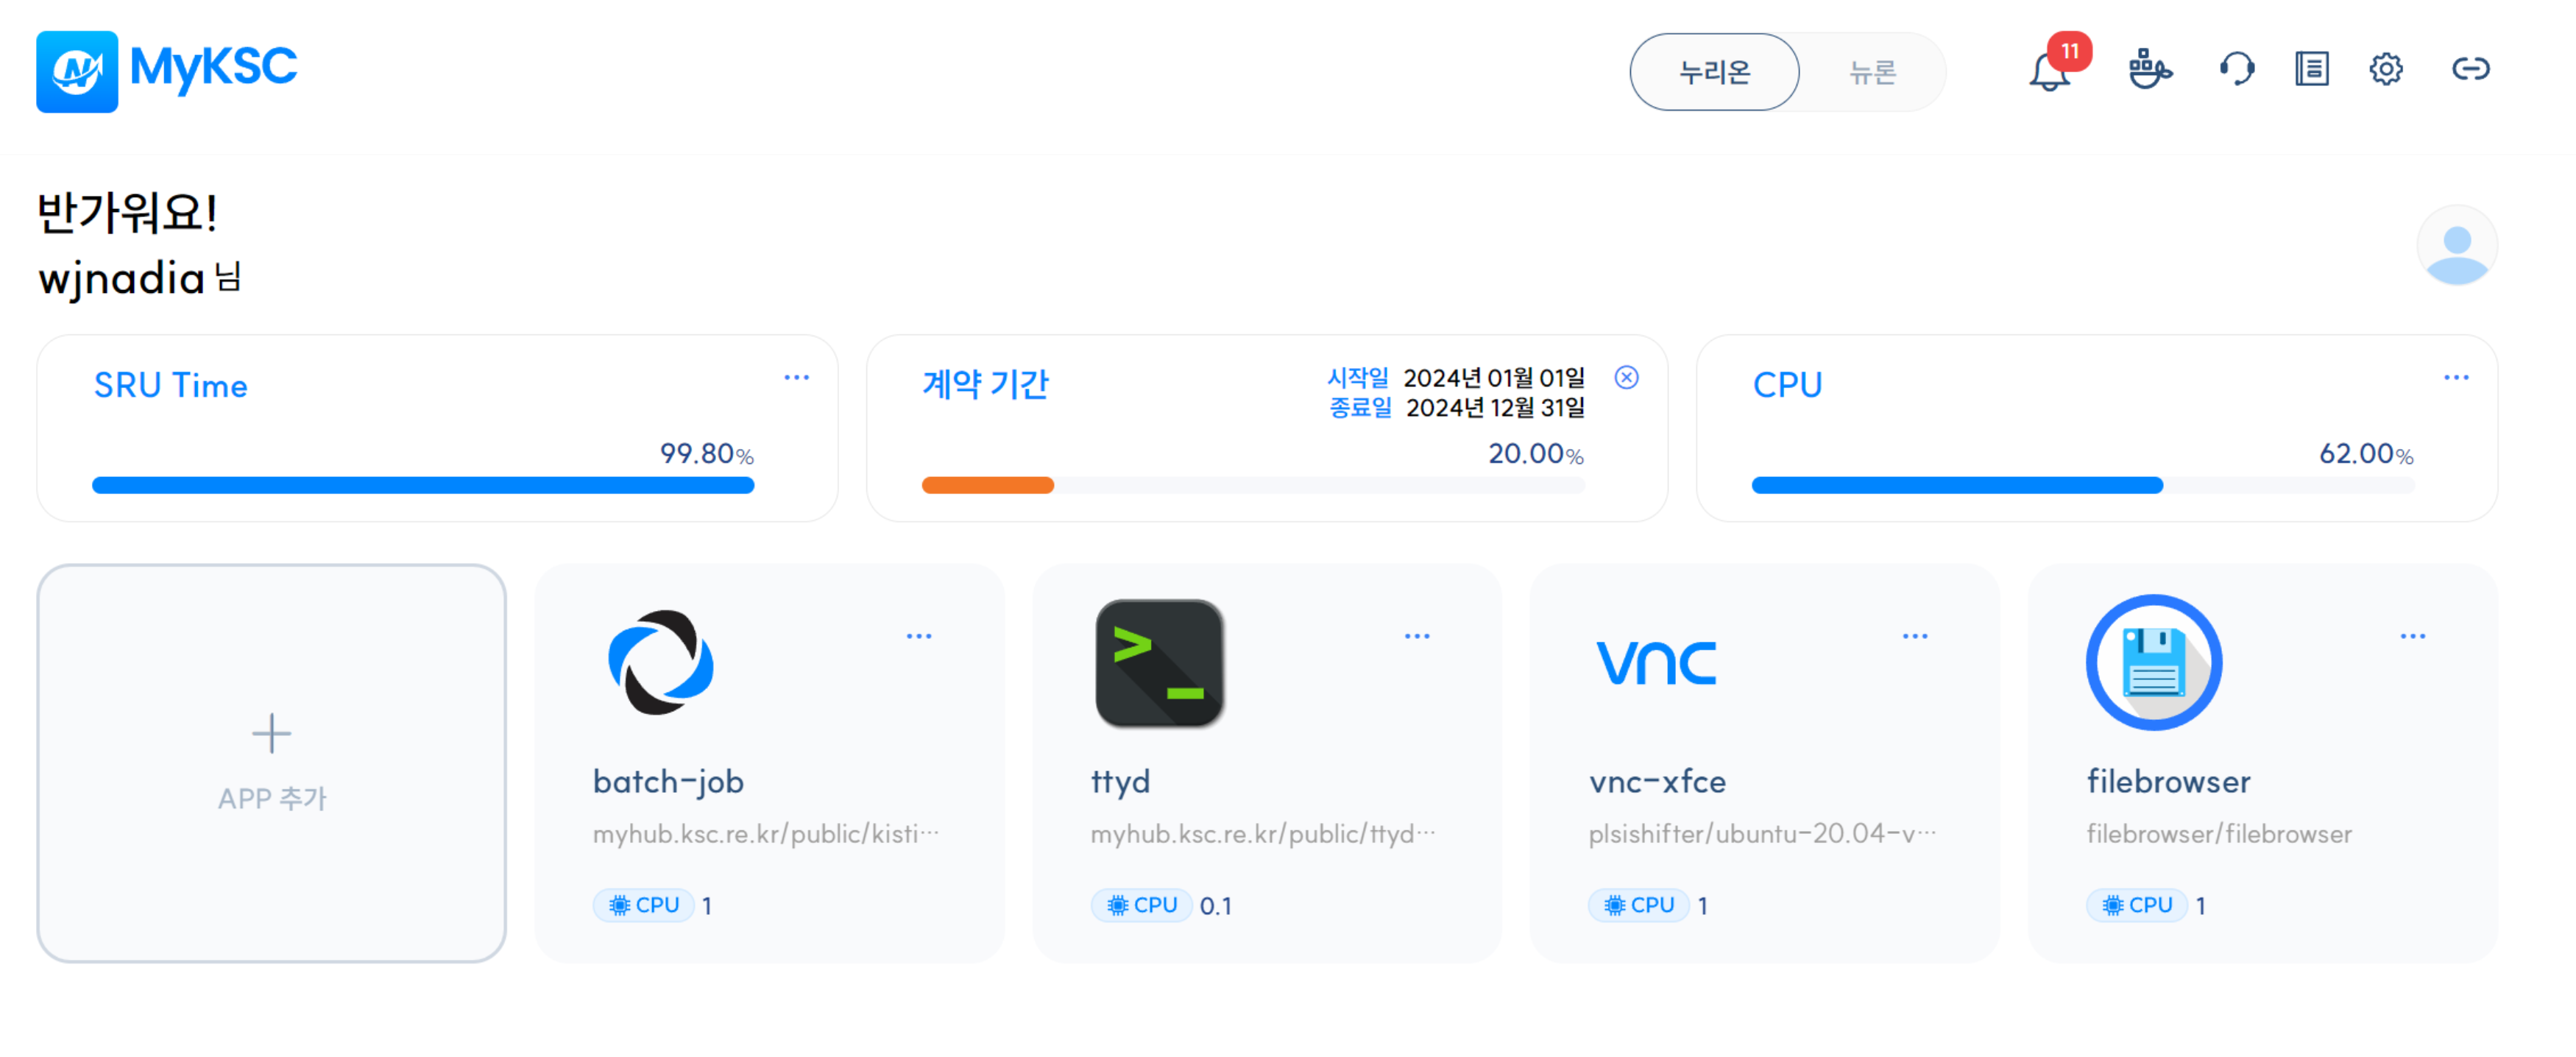 MyKSC
누리온
뉴론
11
반가워요!
wjnadia 님
SRU Time
99.80%
계약 기간
시작일 2024년 01월 01일
종료일 2024년 12월 31일
20.00%
CPU
62.00%
APP 추가
batch-job
myhub.ksc.re.kr/public/kisti…
CPU 1
ttyd
myhub.ksc.re.kr/public/ttyd…
CPU 0.1
vnc
vnc-xfce
plsishifter/ubuntu-20.04-v…
CPU 1
filebrowser
filebrowser/filebrowser
CPU 1